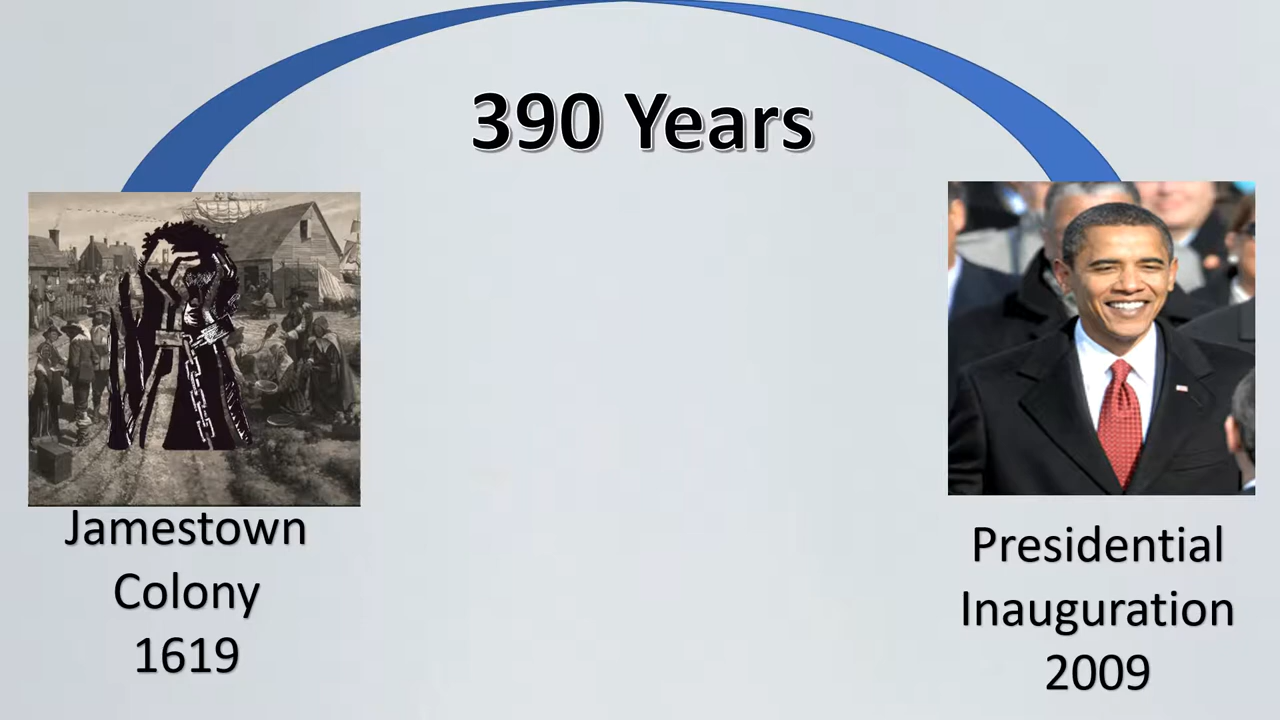 390 Years
Jamestown
Colony
1619
Presidential
Inauguration
2009